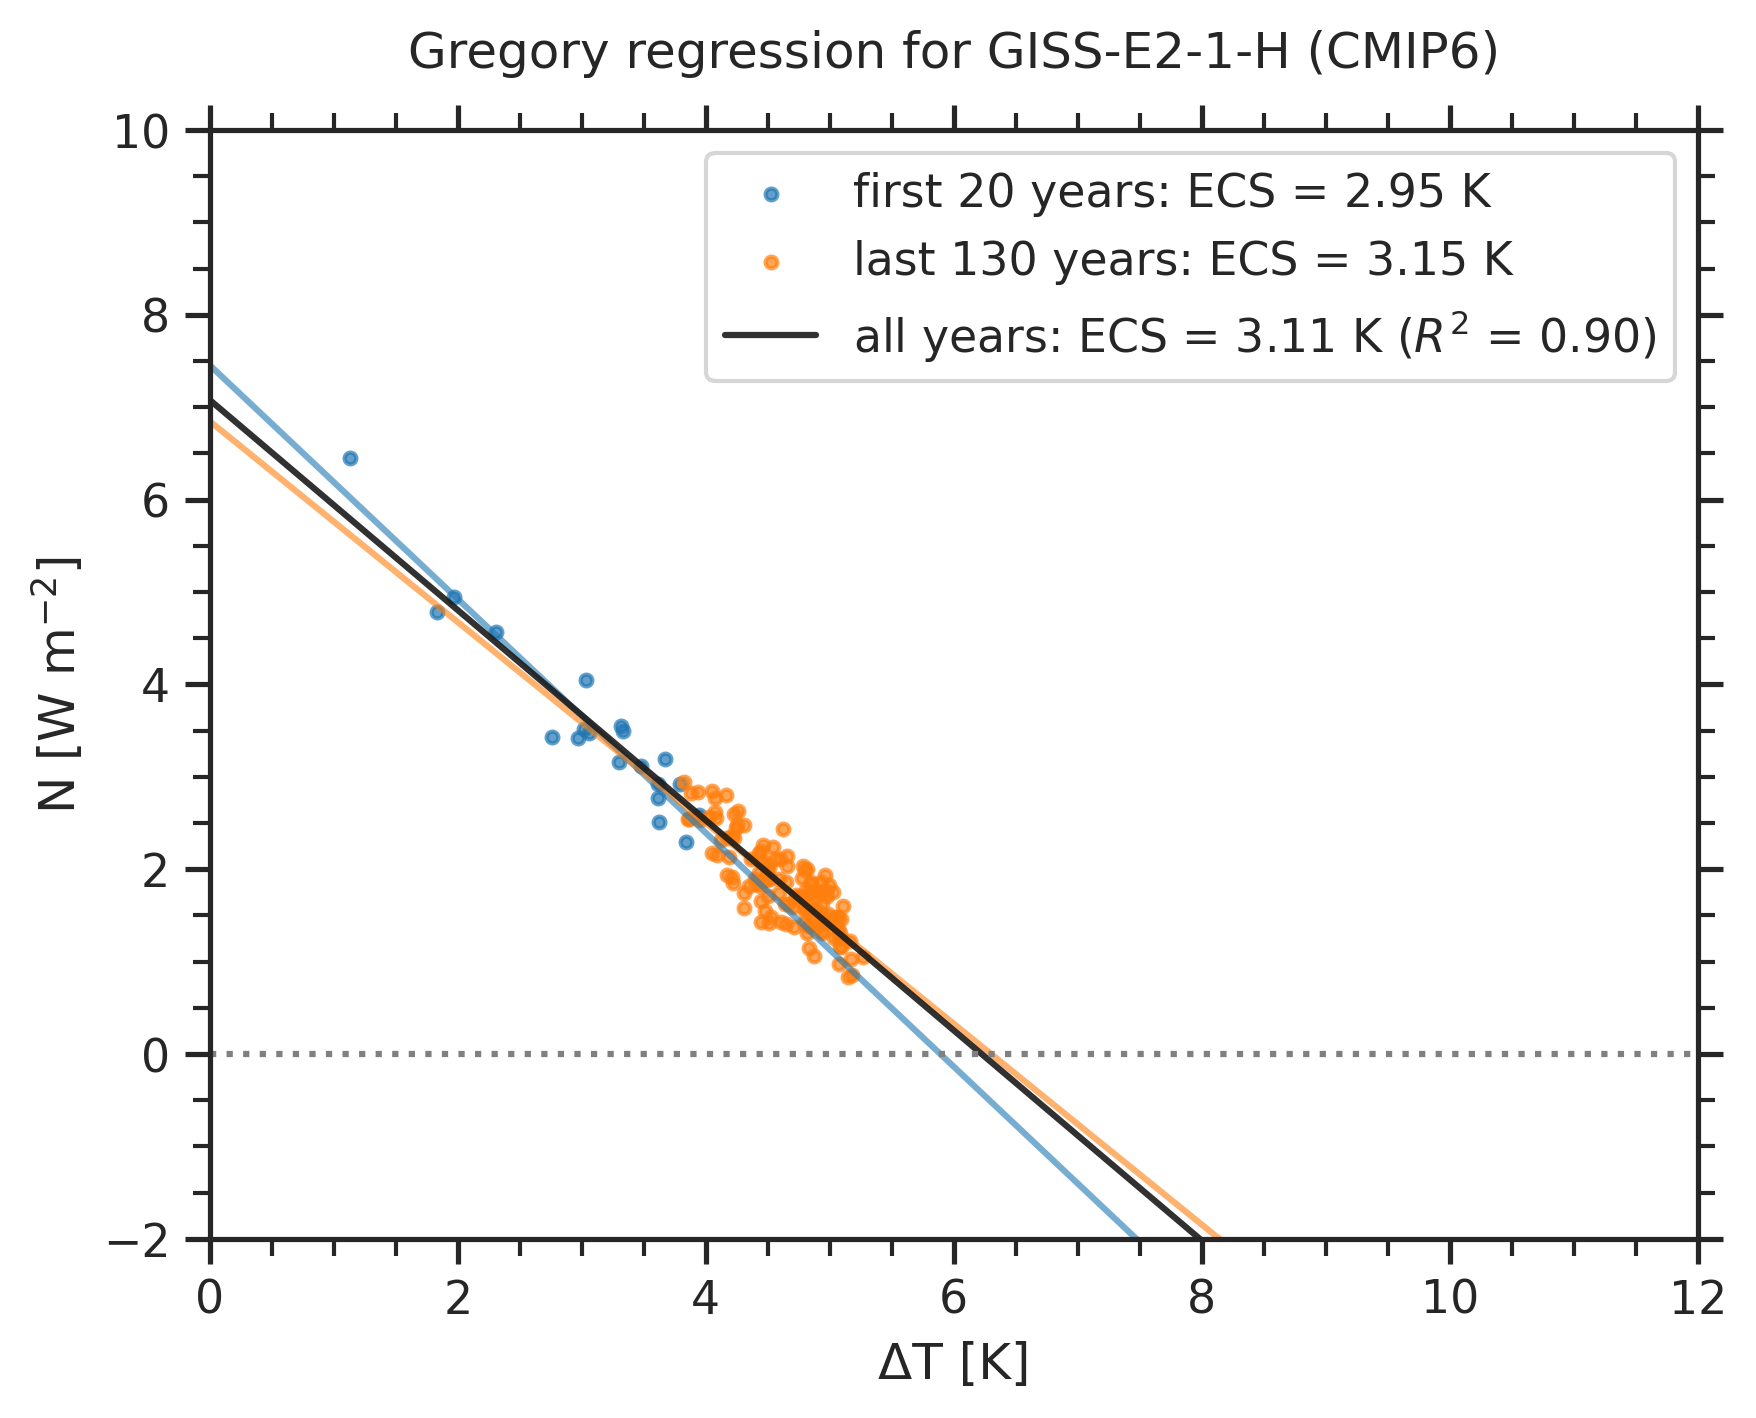 Gregory regression for GISS-E2-1-H (CMIP6)
first 20 years: ECS = 2.95 K
last 130 years: ECS = 3.15 K
all years: ECS = 3.11 K (R² = 0.90)
N [W m⁻²]
10
8
6
4
2
0
−2
0 2 4 6 8 10 12
ΔT [K]